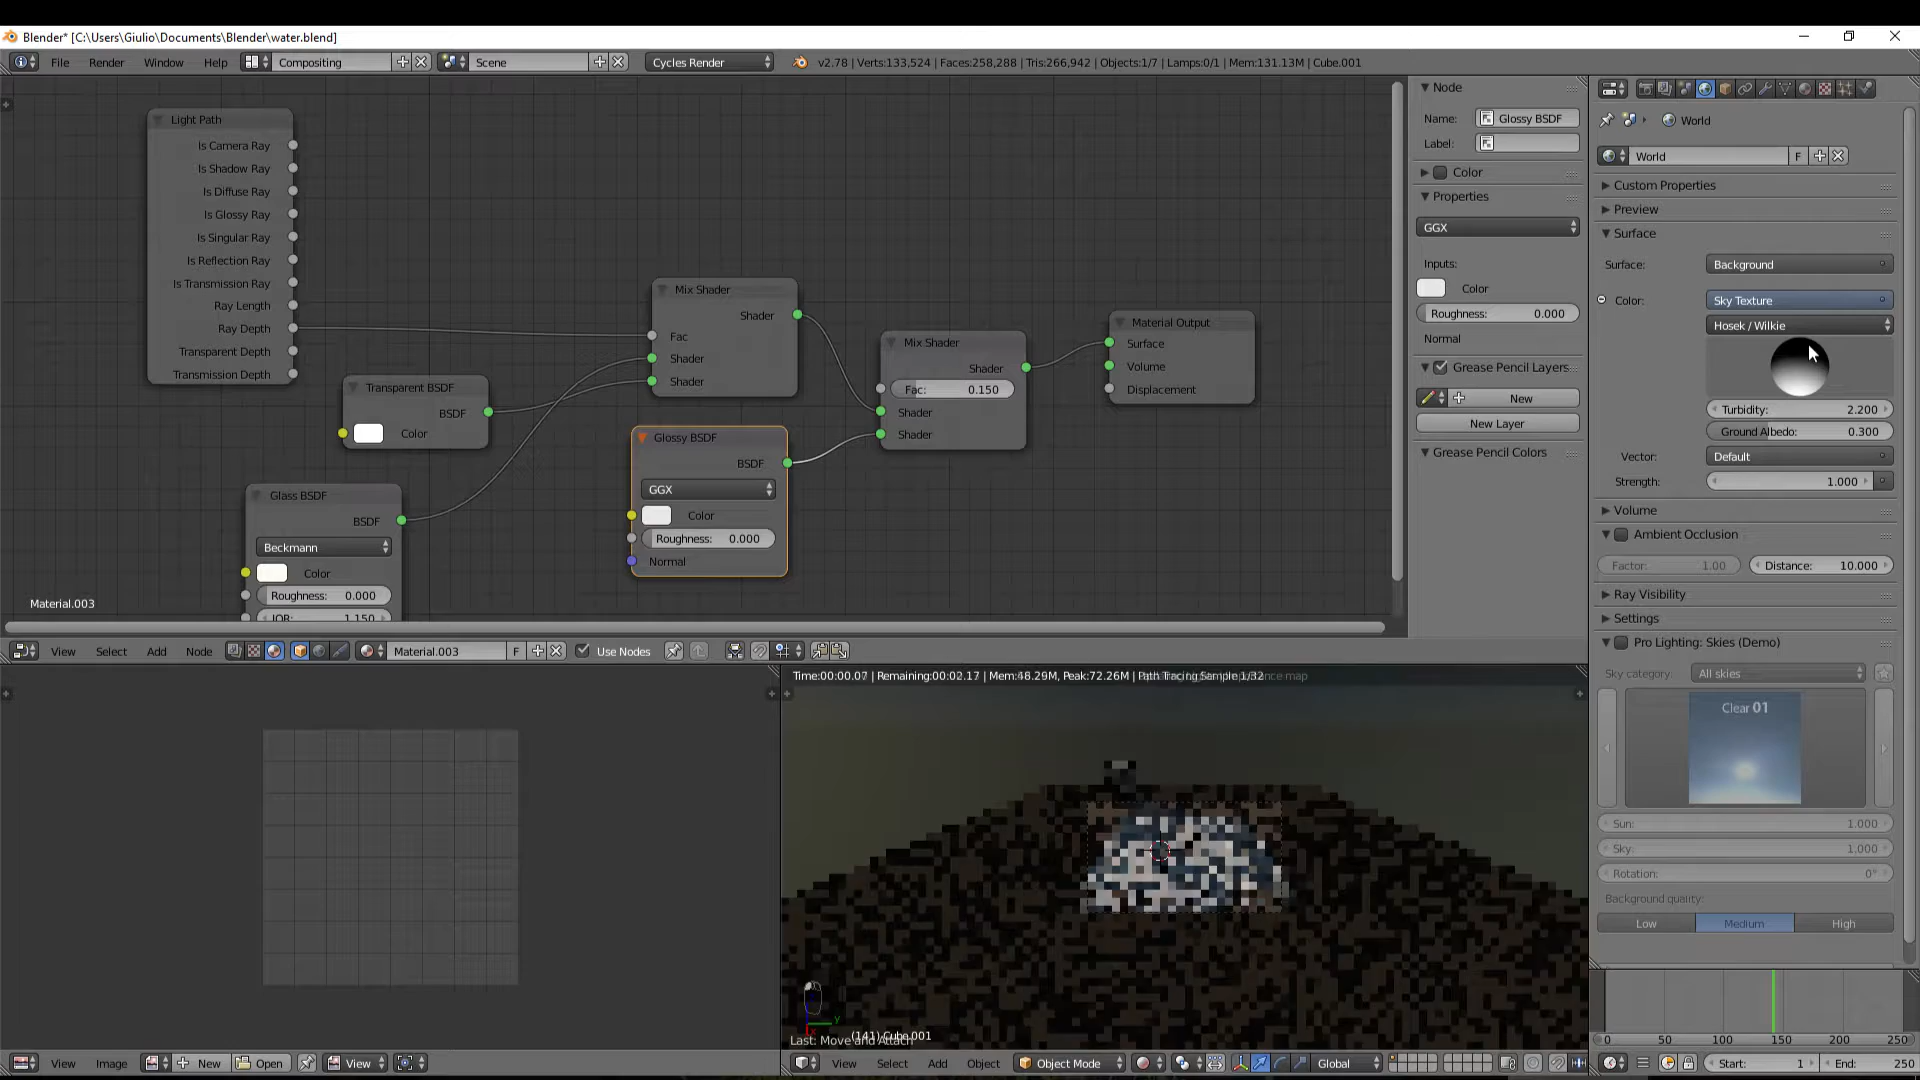 Blender* [C:\Users\Giulio\Documents\Blender\water.blend]
File Render Window Help Compositing Scene Cycles Render v2.78 | Verts:133,524 | Faces:258,288 | Tris:266,942 | Objects:1/7 | Lamps:0/1 | Mem:131.13M | Cube.001
Light Path
Is Camera Ray
Is Shadow Ray
Is Diffuse Ray
Is Glossy Ray
Is Singular Ray
Is Reflection Ray
Is Transmission Ray
Ray Length
Ray Depth
Transparent Depth
Transmission Depth
Transparent BSDF
BSDF
Color
Glass BSDF
BSDF
Beckmann
Color
Roughness: 0.000
IOR: 1.150
Mix Shader
Shader
Fac
Shader
Shader
Glossy BSDF
BSDF
GGX
Color
Roughness: 0.000
Normal
Mix Shader
Shader
Fac: 0.150
Shader
Shader
Material Output
Surface
Volume
Displacement
Material.003
View Select Add Node Material.003 F Use Nodes
Node
Name: Glossy BSDF
Label:
Color
Properties
GGX
Inputs:
Color
Roughness: 0.000
Normal
Grease Pencil Layers
New
New Layer
Grease Pencil Colors
World
World F
Custom Properties
Preview
Surface
Surface: Background
Color: Sky Texture
Hosek / Wilkie
Turbidity: 2.200
Ground Albedo: 0.300
Vector: Default
Strength: 1.000
Volume
Ambient Occlusion
Factor: 1.00 Distance: 10.000
Ray Visibility
Settings
Pro Lighting: Skies (Demo)
Sky category: All skies
Clear 01
Sun: 1.000
Sky: 1.000
Rotation: 0°
Background quality:
Low Medium High
Time:00:00.07 | Remaining:00:02.17 | Mem:48.29M, Peak:72.26M | Path Tracing Sample 1/32
y
x
(141) Cube.001
Last: Move and Attach
View Image New Open View
View Select Add Object Object Mode Global
0 50 100 150 200 250
Start: 1 End: 250